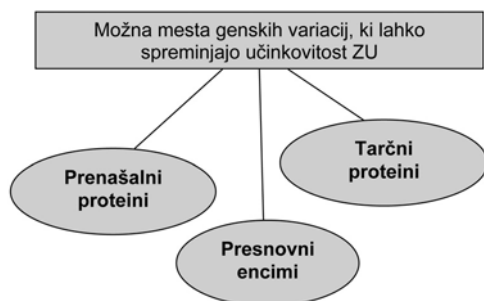 Možna mesta genskih variacij, ki lahko
spreminjajo učinkovitost ZU
Prenašalni
proteini
Presnovni
encimi
Tarčni
proteini